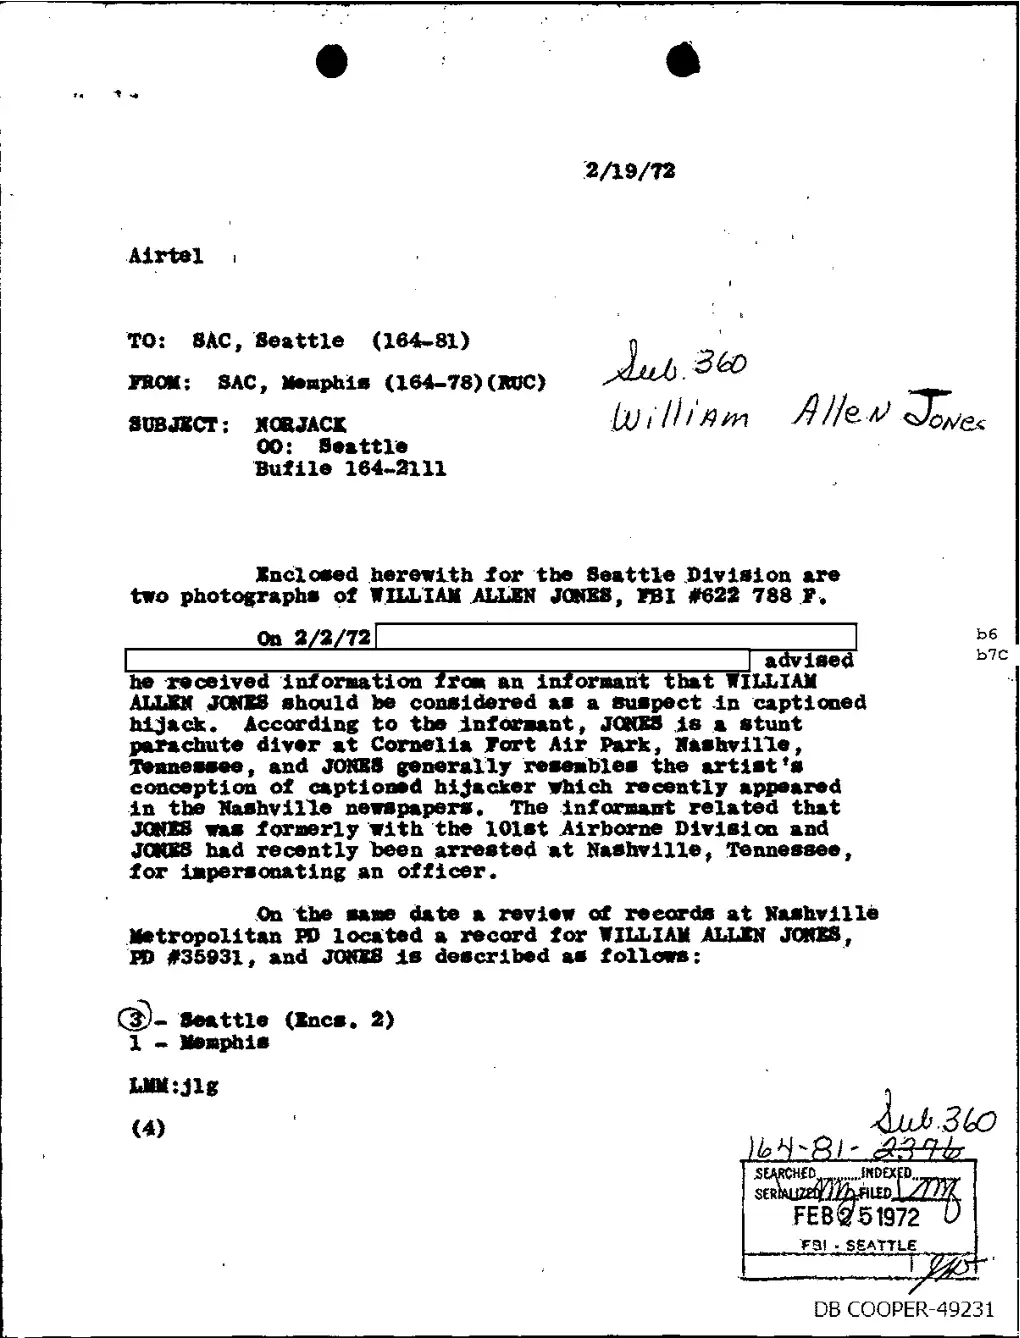 2/19/72
Airtel
TO: SAC, Seattle (164-81)
FROM: SAC, Memphis (164-78)(RUC)
SUBJECT: NORJACK
OO: Seattle
Bufile 164-2111
Sub. 360
William Allen Jones
Enclosed herewith for the Seattle Division are
two photographs of WILLIAM ALLEN JONES, FBI #622 788 F.
On 2/2/72
b6
b7C
advised
he received information from an informant that WILLIAM
ALLEN JONES should be considered as a suspect in captioned
hijack. According to the informant, JONES is a stunt
parachute diver at Cornelia Fort Air Park, Nashville,
Tennessee, and JONES generally resembles the artist's
conception of captioned hijacker which recently appeared
in the Nashville newspapers. The informant related that
JONES was formerly with the 101st Airborne Division and
JONES had recently been arrested at Nashville, Tennessee,
for impersonating an officer.
On the same date a review of records at Nashville
Metropolitan PD located a record for WILLIAM ALLEN JONES,
PD #35931, and JONES is described as follows:
3 - Seattle (Encs. 2)
1 - Memphis
LMM:jlg
(4)
Sub. 360
164-81-2396
SEARCHED INDEXED
SERIALIZED FILED
FEB 25 1972
FBI - SEATTLE
DB COOPER-49231